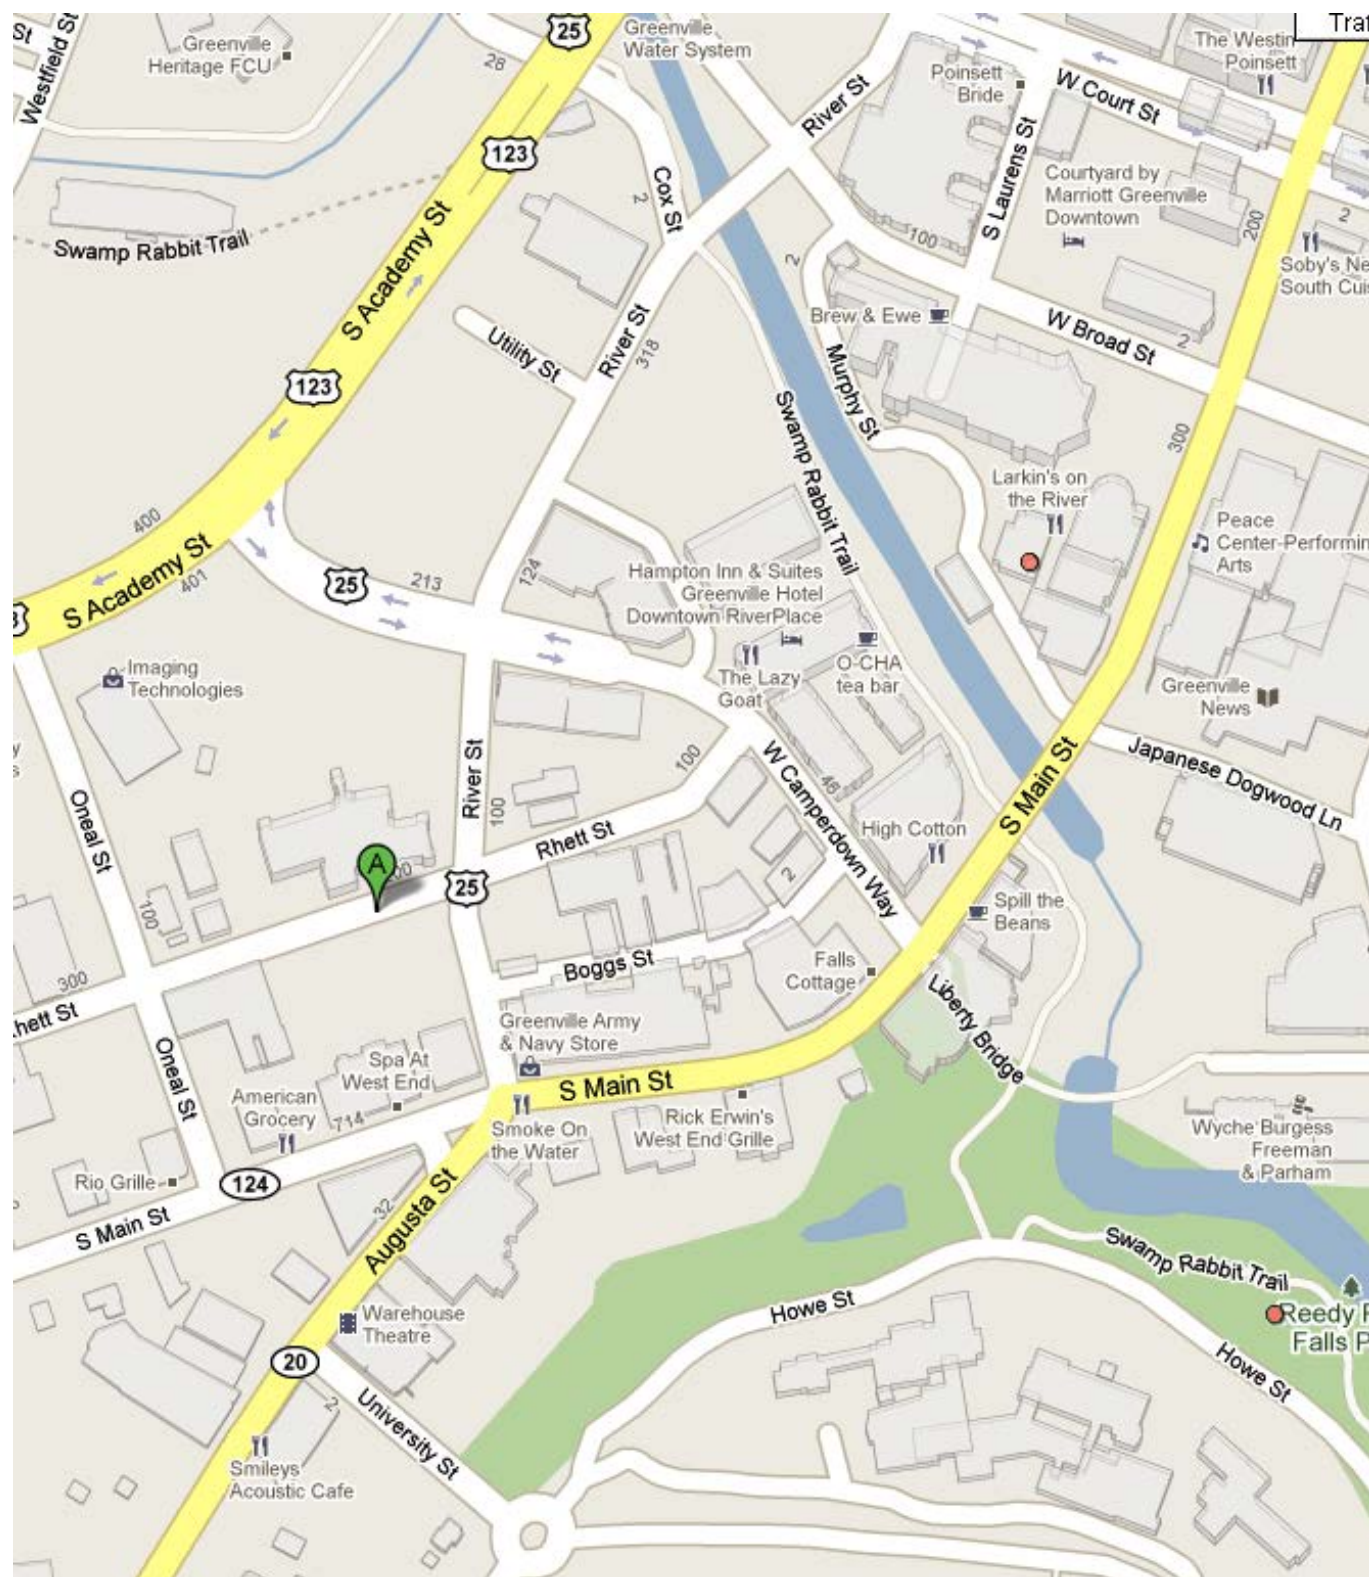 St
Westfield St
Greenville
Heritage FCU
25
28
Greenville
Water System
Traf
The Westin
Poinsett
Poinsett
Bride
W Court St
River St
123
Cox St
2
S Laurens St
Courtyard by
Marriott Greenville
Downtown
2
200
Soby's Ne
South Cuis
Swamp Rabbit Trail
S Academy St
100
2
Brew & Ewe
W Broad St
2
Utility St
River St
318
123
Murphy St
Swamp Rabbit Trail
300
Larkin's on
the River
Peace
Center-Performin
Arts
400
S Academy St
401
3
25
213
124
Hampton Inn & Suites
Greenville Hotel
Downtown RiverPlace
The Lazy
Goat
O-CHA
tea bar
Imaging
Technologies
y
s
Greenville
News
Japanese Dogwood Ln
100
W Camperdown Way
46
S Main St
Oneal St
River St
100
Rhett St
High Cotton
A
00
25
2
100
Spill the
Beans
300
Rhett St
Boggs St
Falls
Cottage
Liberty Bridge
Greenville Army
& Navy Store
Oneal St
Spa At
West End
S Main St
American
Grocery
714
Smoke On
the Water
Rick Erwin's
West End Grille
Wyche Burgess
Freeman
& Parham
Rio Grille
124
32
S Main St
Augusta St
Swamp Rabbit Trail
Howe St
Reedy R
Falls P
Warehouse
Theatre
20
Howe St
2
University St
Smileys
Acoustic Cafe